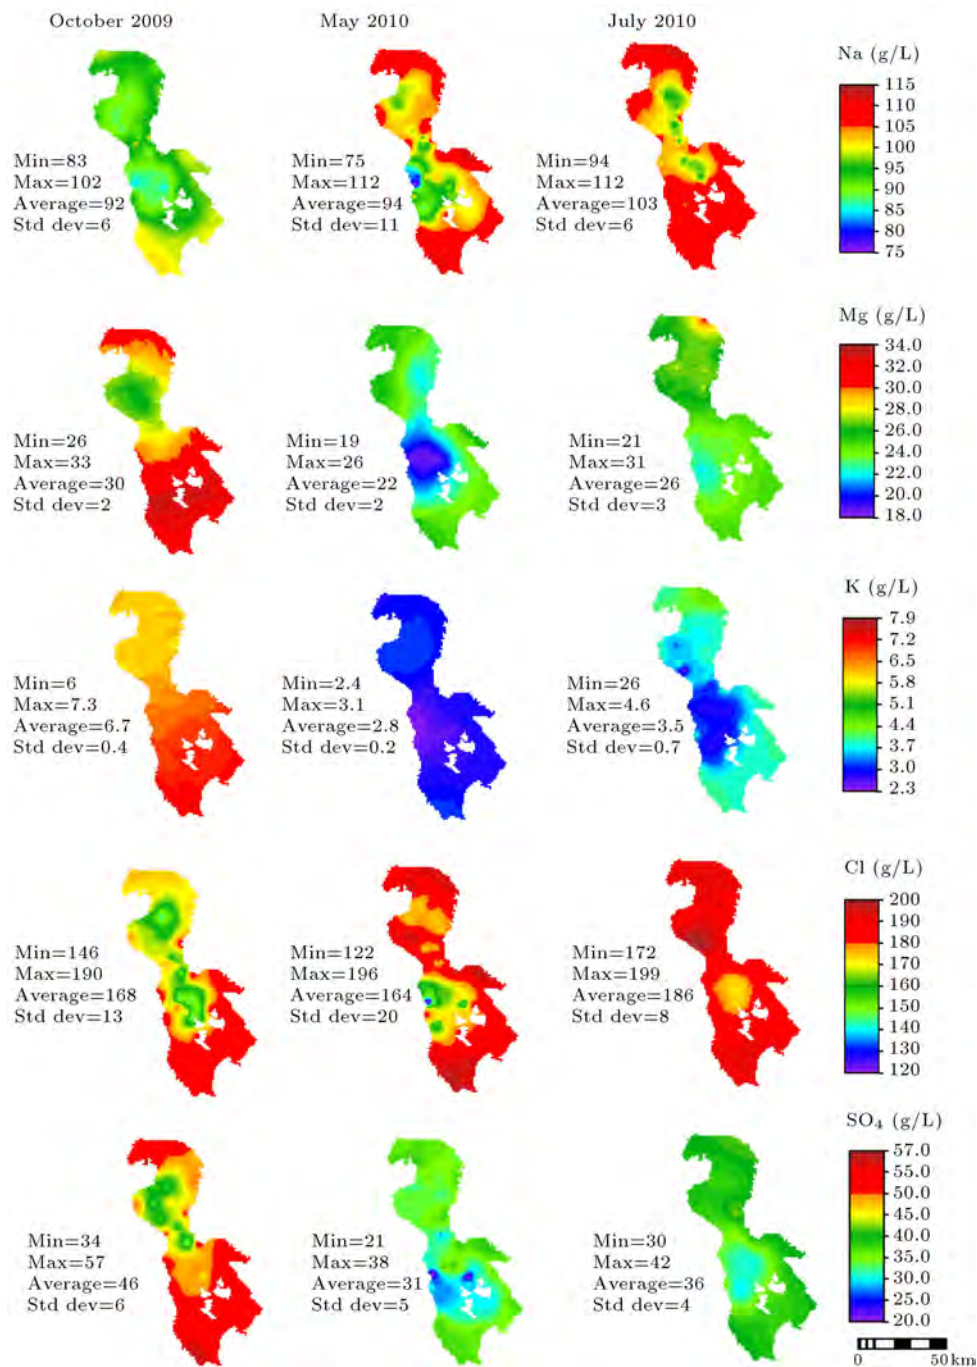 October 2009 May 2010 July 2010
Na (g/L)
115
110
105
100
95
90
85
80
75
Min=83
Max=102
Average=92
Std dev=6
Min=75
Max=112
Average=94
Std dev=11
Min=94
Max=112
Average=103
Std dev=6
Mg (g/L)
34.0
32.0
30.0
28.0
26.0
24.0
22.0
20.0
18.0
Min=26
Max=33
Average=30
Std dev=2
Min=19
Max=26
Average=22
Std dev=2
Min=21
Max=31
Average=26
Std dev=3
K (g/L)
7.9
7.2
6.5
5.8
5.1
4.4
3.7
3.0
2.3
Min=6
Max=7.3
Average=6.7
Std dev=0.4
Min=2.4
Max=3.1
Average=2.8
Std dev=0.2
Min=26
Max=4.6
Average=3.5
Std dev=0.7
Cl (g/L)
200
190
180
170
160
150
140
130
120
Min=146
Max=190
Average=168
Std dev=13
Min=122
Max=196
Average=164
Std dev=20
Min=172
Max=199
Average=186
Std dev=8
SO₄ (g/L)
57.0
55.0
50.0
45.0
40.0
35.0
30.0
25.0
20.0
Min=34
Max=57
Average=46
Std dev=6
Min=21
Max=38
Average=31
Std dev=5
Min=30
Max=42
Average=36
Std dev=4
0 50 km